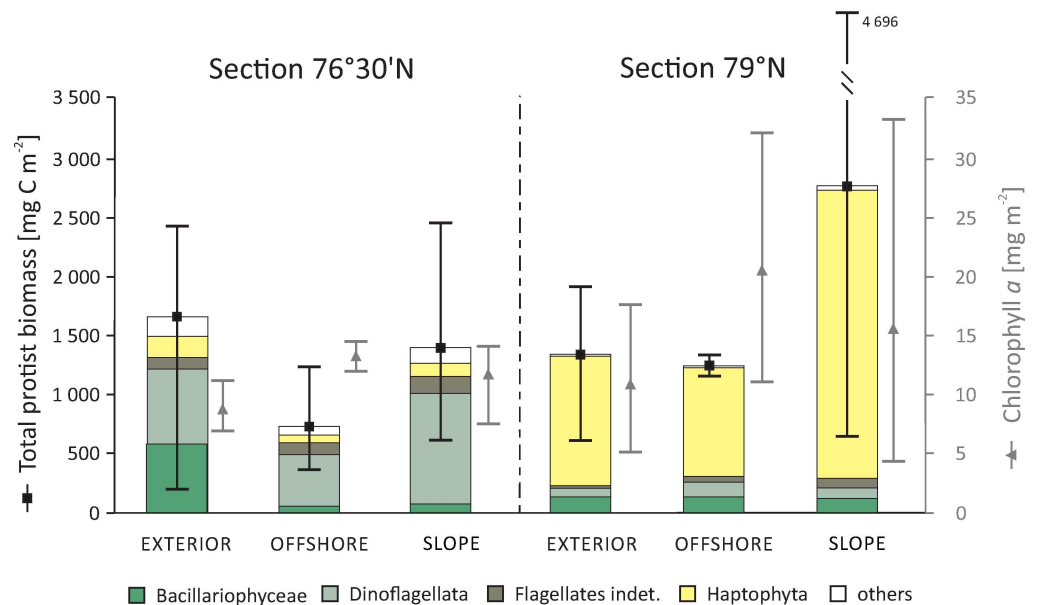 4 696
Section 76°30'N
Section 79°N
3 500
3 000
2 500
2 000
1 500
1 000
500
0
Total protist biomass [mg C m-2]
35
30
25
20
15
10
5
0
Chlorophyll a [mg m-2]
EXTERIOR OFFSHORE SLOPE EXTERIOR OFFSHORE SLOPE
Bacillariophyceae Dinoflagellata Flagellates indet. Haptophyta others